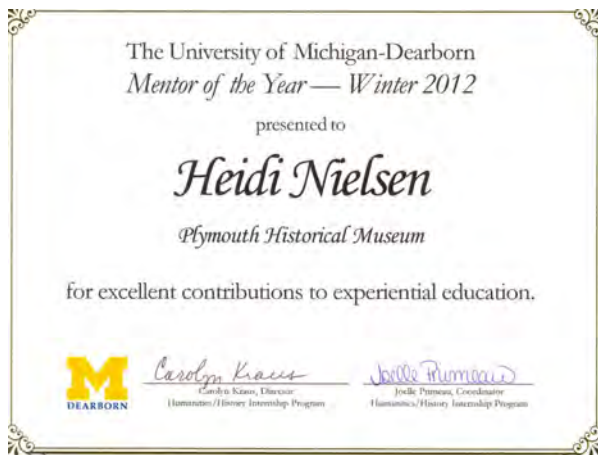 The University of Michigan-Dearborn
Mentor of the Year — Winter 2012
presented to
Heidi Nielsen
Plymouth Historical Museum
for excellent contributions to experiential education.
M
DEARBORN
Carolyn Kraus
Carolyn Kraus, Director
Humanities/History Internship Program
Joelle Primeau
Joelle Primeau, Coordinator
Humanities/History Internship Program